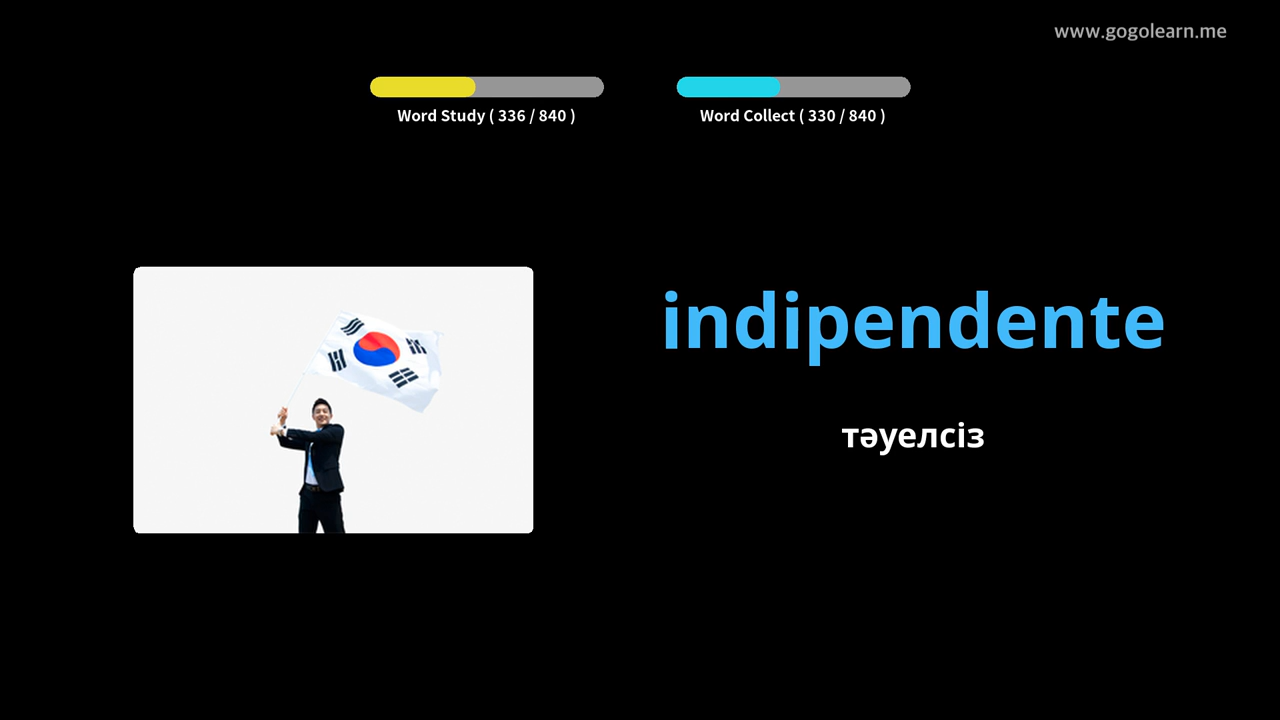 www.gogolearn.me
Word Study ( 336 / 840 )
Word Collect ( 330 / 840 )
indipendente
тәуелсіз